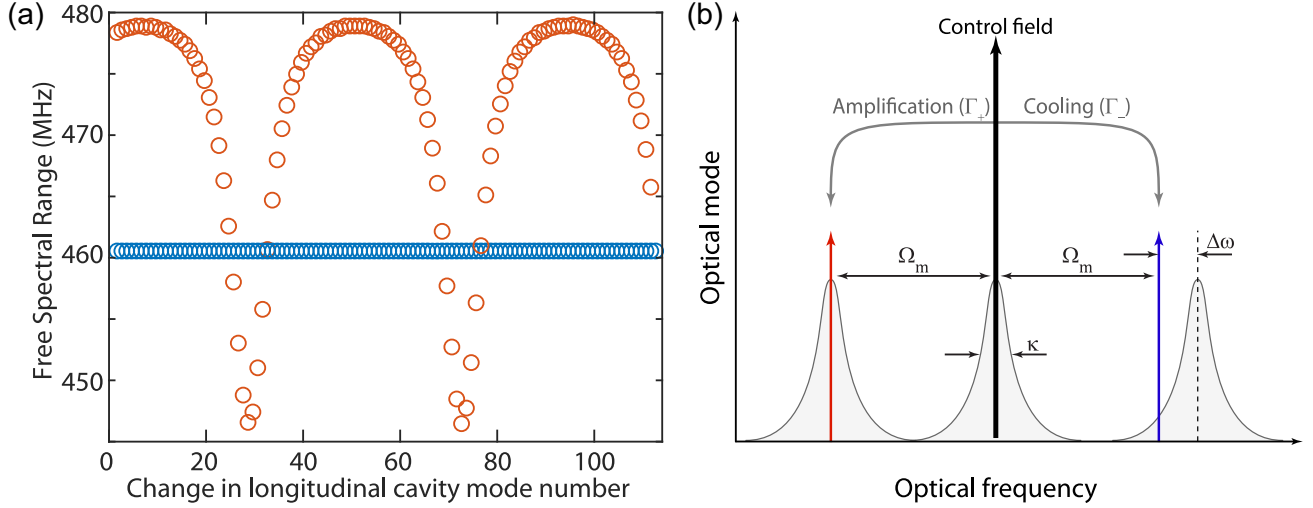 (a)
480
470
460
450
20
40
60
80
100
Free Spectral Range (MHz)
Change in longitudinal cavity mode number
(b)
Control field
Amplification (Γ₊)
Cooling (Γ₋)
Ωₘ
Ωₘ
Δω
κ
Optical mode
Optical frequency